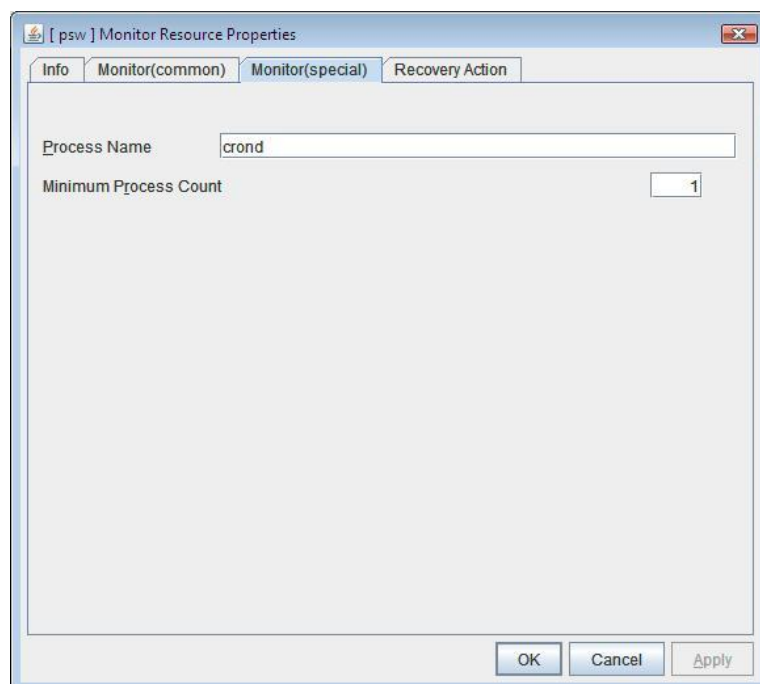 [ psw ] Monitor Resource Properties
Info Monitor(common) Monitor(special) Recovery Action
Process Name crond
Minimum Process Count 1
OK Cancel Apply